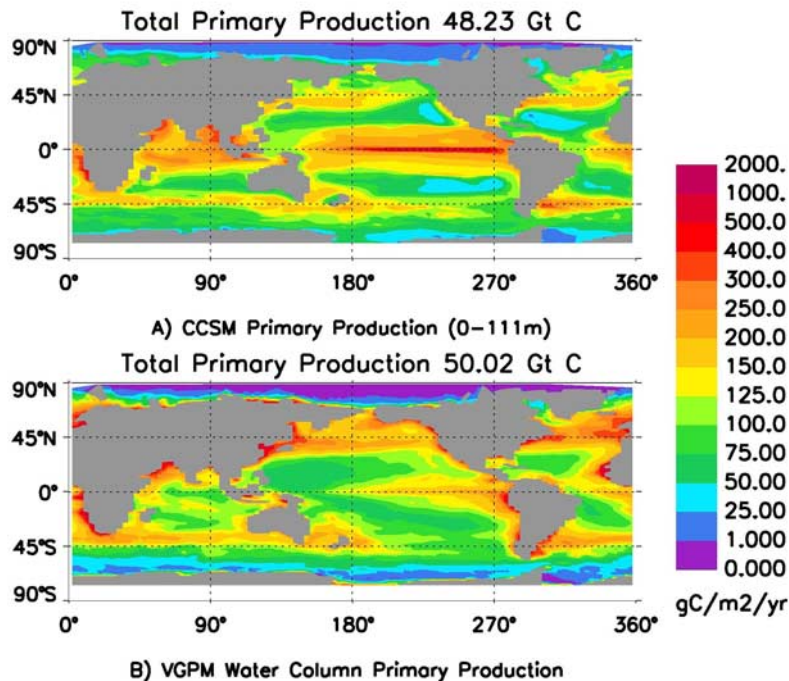 Total Primary Production 48.23 Gt C
90°N
45°N
0°
45°S
90°S
0° 90° 180° 270° 360°
A) CCSM Primary Production (0-111m)
Total Primary Production 50.02 Gt C
90°N
45°N
0°
45°S
90°S
0° 90° 180° 270° 360°
B) VGPM Water Column Primary Production
2000.
1000.
500.0
400.0
300.0
250.0
200.0
150.0
125.0
100.0
75.00
50.00
25.00
1.000
0.000
gC/m2/yr